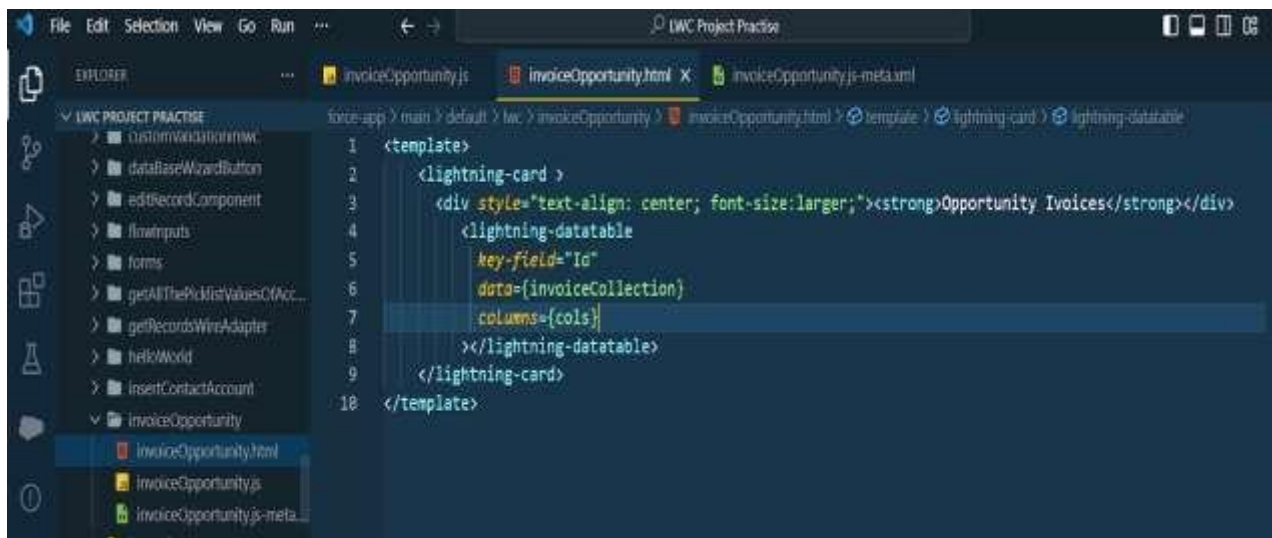 File Edit Selection View Go Run ...
LWC Project Practise
EXPLORER ...
invoiceOpportunity.js
invoiceOpportunity.html X
invoiceOpportunity.js-meta.xml
LWC PROJECT PRACTISE
force-app > main > default > lwc > invoiceOpportunity > invoiceOpportunity.html > template > lightning-card > lightning-datatable
> customValidationInlwc
> dataBaseWizardButton
> editRecordComponent
> flowInputs
> forms
> getAllThePicklistValuesOfAcc...
> getRecordsWireAdapter
> helloWorld
> insertContactAccount
invoiceOpportunity
invoiceOpportunity.html
invoiceOpportunity.js
invoiceOpportunity.js-meta...
1 <template>
2 <lightning-card >
3 <div style="text-align: center; font-size:larger;"><strong>Opportunity Ivoices</strong></div>
4 <lightning-datatable
5 key-field="Id"
6 data={invoiceCollection}
7 columns={cols}
8 ></lightning-datatable>
9 </lightning-card>
10 </template>